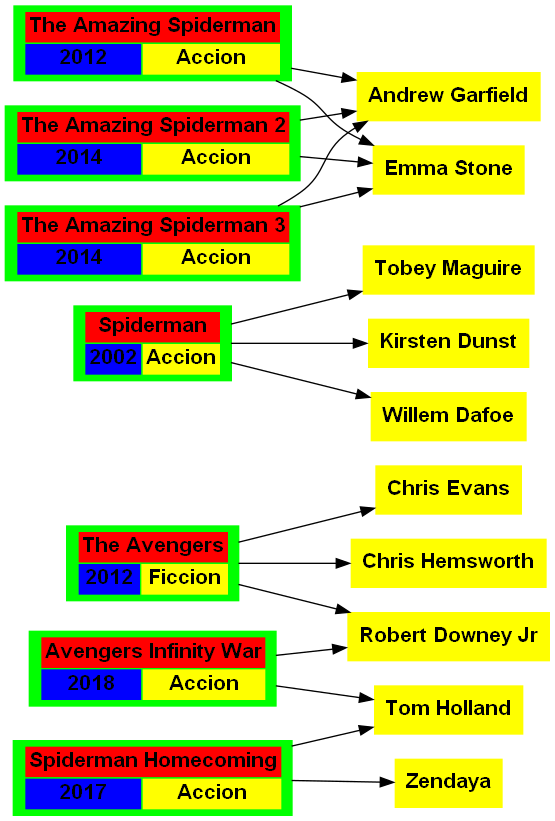 The Amazing Spiderman
2012 Accion
The Amazing Spiderman 2
2014 Accion
The Amazing Spiderman 3
2014 Accion
Spiderman
2002 Accion
The Avengers
2012 Ficcion
Avengers Infinity War
2018 Accion
Spiderman Homecoming
2017 Accion
Andrew Garfield
Emma Stone
Tobey Maguire
Kirsten Dunst
Willem Dafoe
Chris Evans
Chris Hemsworth
Robert Downey Jr
Tom Holland
Zendaya